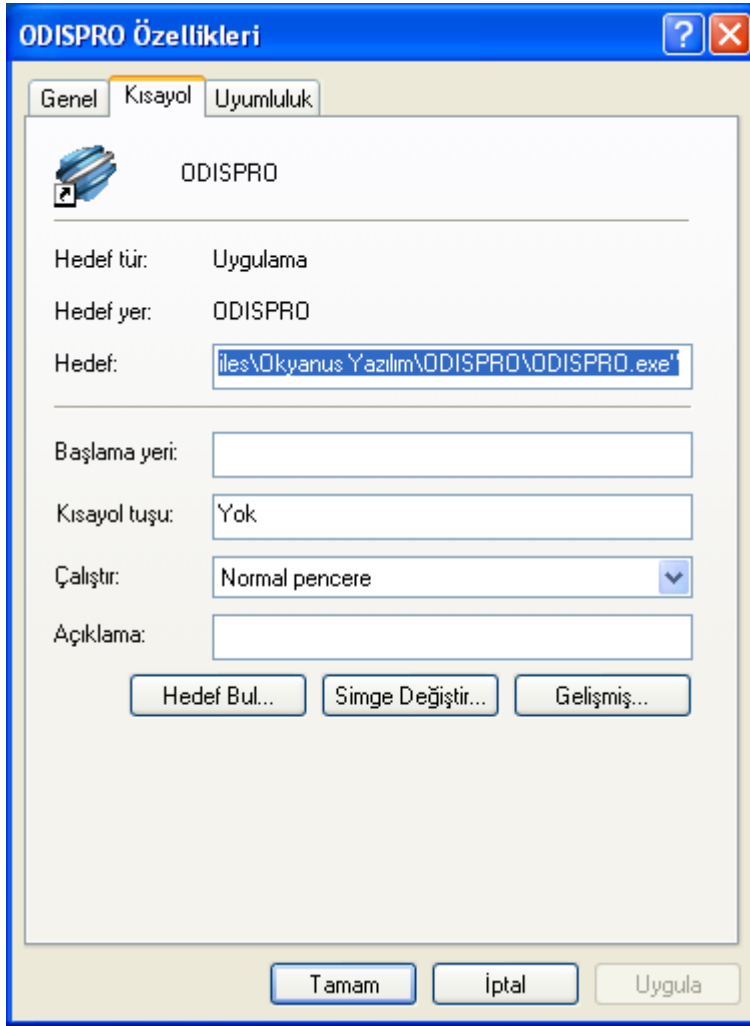 ODISPRO Özellikleri
Genel Kısayol Uyumluluk
ODISPRO
Hedef tür: Uygulama
Hedef yer: ODISPRO
Hedef: iles\Okyanus Yazılım\ODISPRO\ODISPRO.exe"
Başlama yeri:
Kısayol tuşu: Yok
Çalıştır: Normal pencere
Açıklama:
Hedef Bul... Simge Değiştir... Gelişmiş...
Tamam İptal Uygula